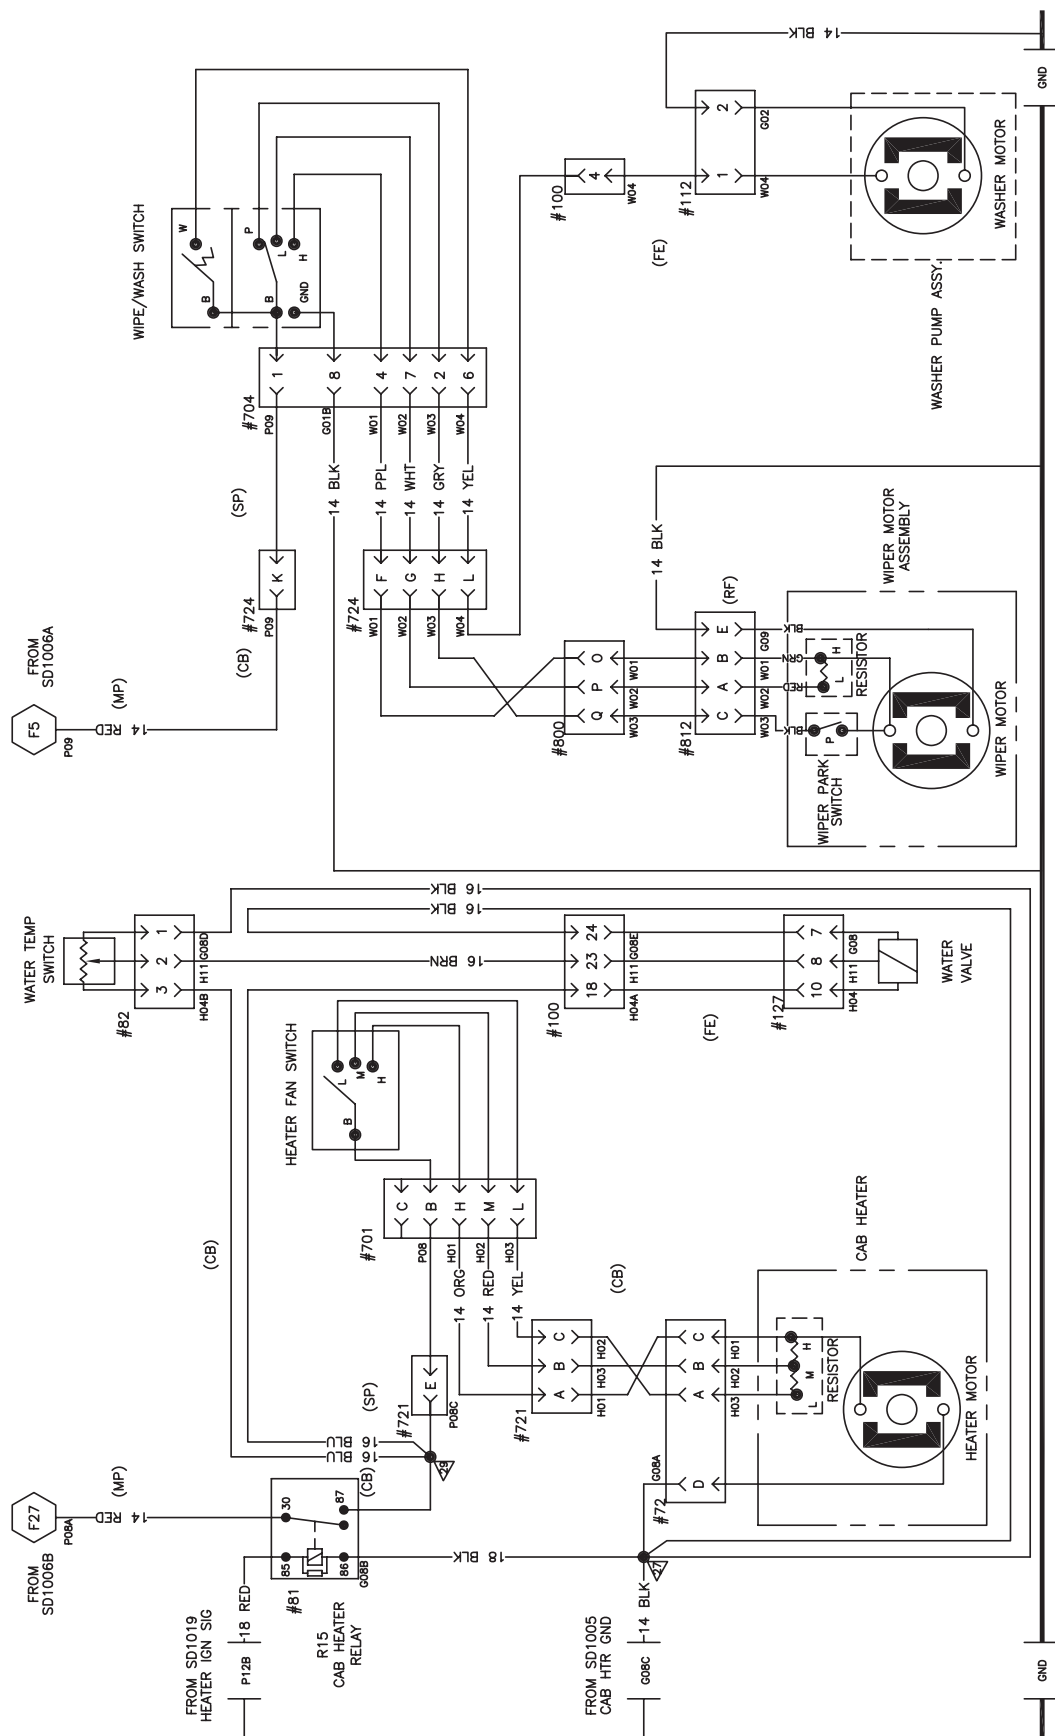 FROM
SD1006B
F27
P08A
14 RED
(MP)
FROM SD1019
HEATER IGN SIG
P12B
18 RED
#81
85
30
86
87
G08B
R15
CAB HEATER
RELAY
(CB)
29
16 BLU
16 BLU
#721
E
P08C
(SP)
FROM SD1005
CAB HTR GND
G08C
14 BLK
27
18 BLK
GND
(CB)
HEATER FAN SWITCH
B
L
M
H
#701
C
B
H
M
L
P08
H01
H02
H03
14 ORG
14 RED
14 YEL
#721
A
B
C
H01
H03
H02
(CB)
#72
G08A
D
A
B
C
H03
H02
H01
CAB HEATER
L
M
H
RESISTOR
HEATER MOTOR
WATER TEMP
SWITCH
#82
3
2
1
H04B
H11
G08D
16 BLK
16 BLK
16 BRN
#100
18
23
24
H04A
H11
G08E
(FE)
#127
10
8
7
H04
H11
G08
WATER
VALVE
FROM
SD1006A
F5
P09
14 RED
(MP)
(CB)
#724
K
P09
(SP)
#704
P09
G01B
W01
W02
W03
W04
1
8
4
7
2
6
14 BLK
14 PPL
14 WHT
14 GRY
14 YEL
WIPE/WASH SWITCH
B
W
B
P
L
H
GND
#724
F
G
H
L
W01
W02
W03
W04
#800
Q
P
O
W03
W02
W01
14 BLK
#812
C
A
B
E
W03
W02
W01
G09
(RF)
BLK
RED
GRN
BLK
P
L
H
RESISTOR
WIPER PARK
SWITCH
WIPER MOTOR
WIPER MOTOR
ASSEMBLY
#100
4
W04
(FE)
#112
1
2
W04
G02
14 BLK
WASHER MOTOR
WASHER PUMP ASSY.
GND